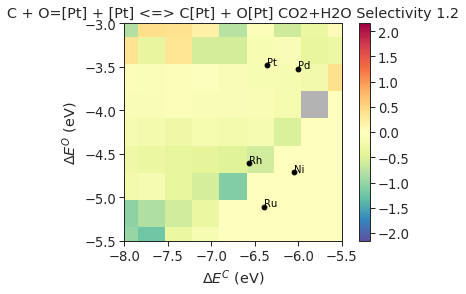 C + O=[Pt] + [Pt] <=> C[Pt] + O[Pt] CO2+H2O Selectivity 1.2
−3.0
−3.5
−4.0
−4.5
−5.0
−5.5
ΔE^O (eV)
Pt
Pd
Rh
Ni
Ru
−8.0 −7.5 −7.0 −6.5 −6.0 −5.5
ΔE^C (eV)
2.0
1.5
1.0
0.5
0.0
−0.5
−1.0
−1.5
−2.0